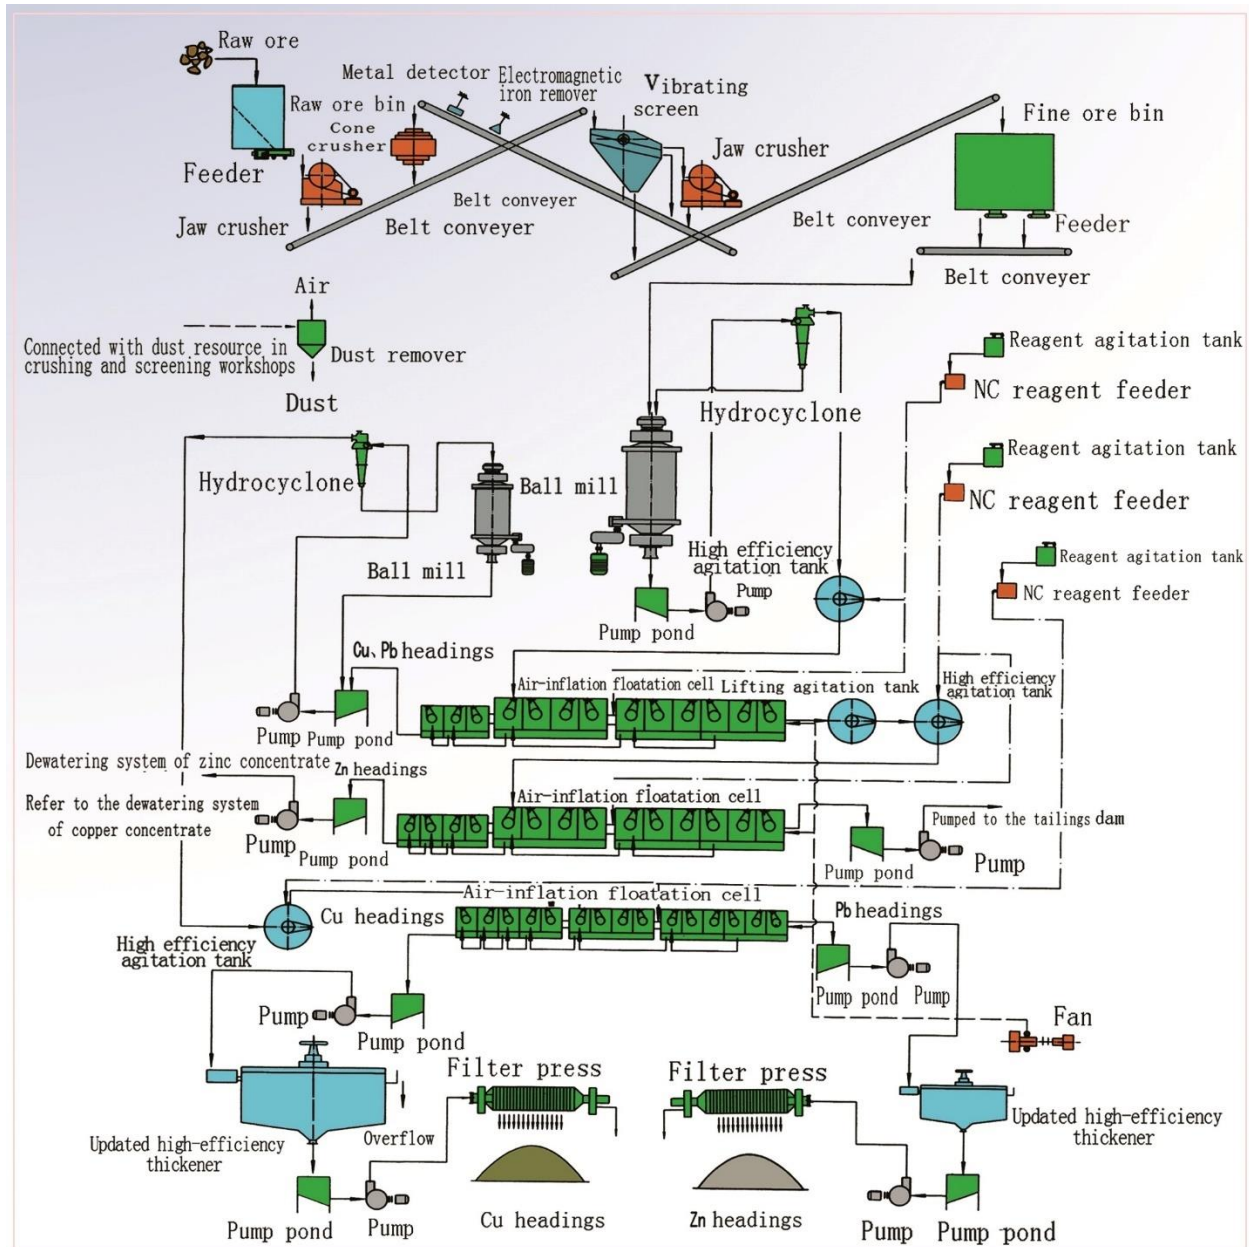 Raw ore
Metal detector
Electromagnetic
iron remover
Vibrating
screen
Raw ore bin
Cone
crusher
Fine ore bin
Jaw crusher
Feeder
Belt conveyer
Jaw crusher
Belt conveyer
Belt conveyer
Feeder
Belt conveyer
Air
Connected with dust resource in
crushing and screening workshops
Dust remover
Dust
Reagent agitation tank
NC reagent feeder
Hydrocyclone
Reagent agitation tank
NC reagent feeder
Hydrocyclone
Ball mill
Ball mill
High efficiency
agitation tank
Pump
Pump pond
Reagent agitation tank
NC reagent feeder
Cu、Pb headings
Air-inflation floatation cell
Lifting agitation tank
High efficiency
agitation tank
Pump
Pump pond
Dewatering system of zinc concentrate
Zn headings
Refer to the dewatering system
of copper concentrate
Air-inflation floatation cell
Pumped to the tailings dam
Pump
Pump pond
Pump pond
Pump
Air-inflation floatation cell
Cu headings
Pb headings
High efficiency
agitation tank
Pump
Pump pond
Pump pond
Pump
Fan
Filter press
Filter press
Updated high-efficiency
thickener
Overflow
Updated high-efficiency
thickener
Pump pond
Pump
Cu headings
Zn headings
Pump
Pump pond